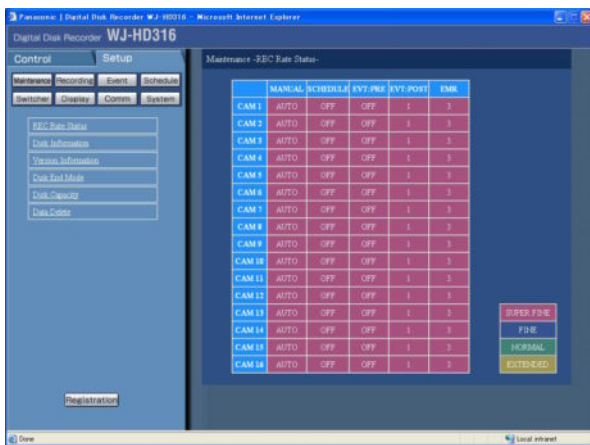 Panasonic | Digital Disk Recorder WJ-HD316 - Microsoft Internet Explorer
Digital Disk Recorder WJ-HD316
Control Setup
Maintenance Recording Event Schedule
Switcher Display Comm System
REC Rate Status
Disk Information
Version Information
Disk End Mode
Disk Capacity
Data Delete
Registration
Maintenance -REC Rate Status-
MANUAL SCHEDULE EVT:PRE EVT:POST EMR
CAM 1 AUTO OFF OFF 1 3
CAM 2 AUTO OFF OFF 1 3
CAM 3 AUTO OFF OFF 1 3
CAM 4 AUTO OFF OFF 1 3
CAM 5 AUTO OFF OFF 1 3
CAM 6 AUTO OFF OFF 1 3
CAM 7 AUTO OFF OFF 1 3
CAM 8 AUTO OFF OFF 1 3
CAM 9 AUTO OFF OFF 1 3
CAM 10 AUTO OFF OFF 1 3
CAM 11 AUTO OFF OFF 1 3
CAM 12 AUTO OFF OFF 1 3
CAM 13 AUTO OFF OFF 1 3
CAM 14 AUTO OFF OFF 1 3
CAM 15 AUTO OFF OFF 1 3
CAM 16 AUTO OFF OFF 1 3
SUPER FINE
FINE
NORMAL
EXTENDED
Done
Local intranet